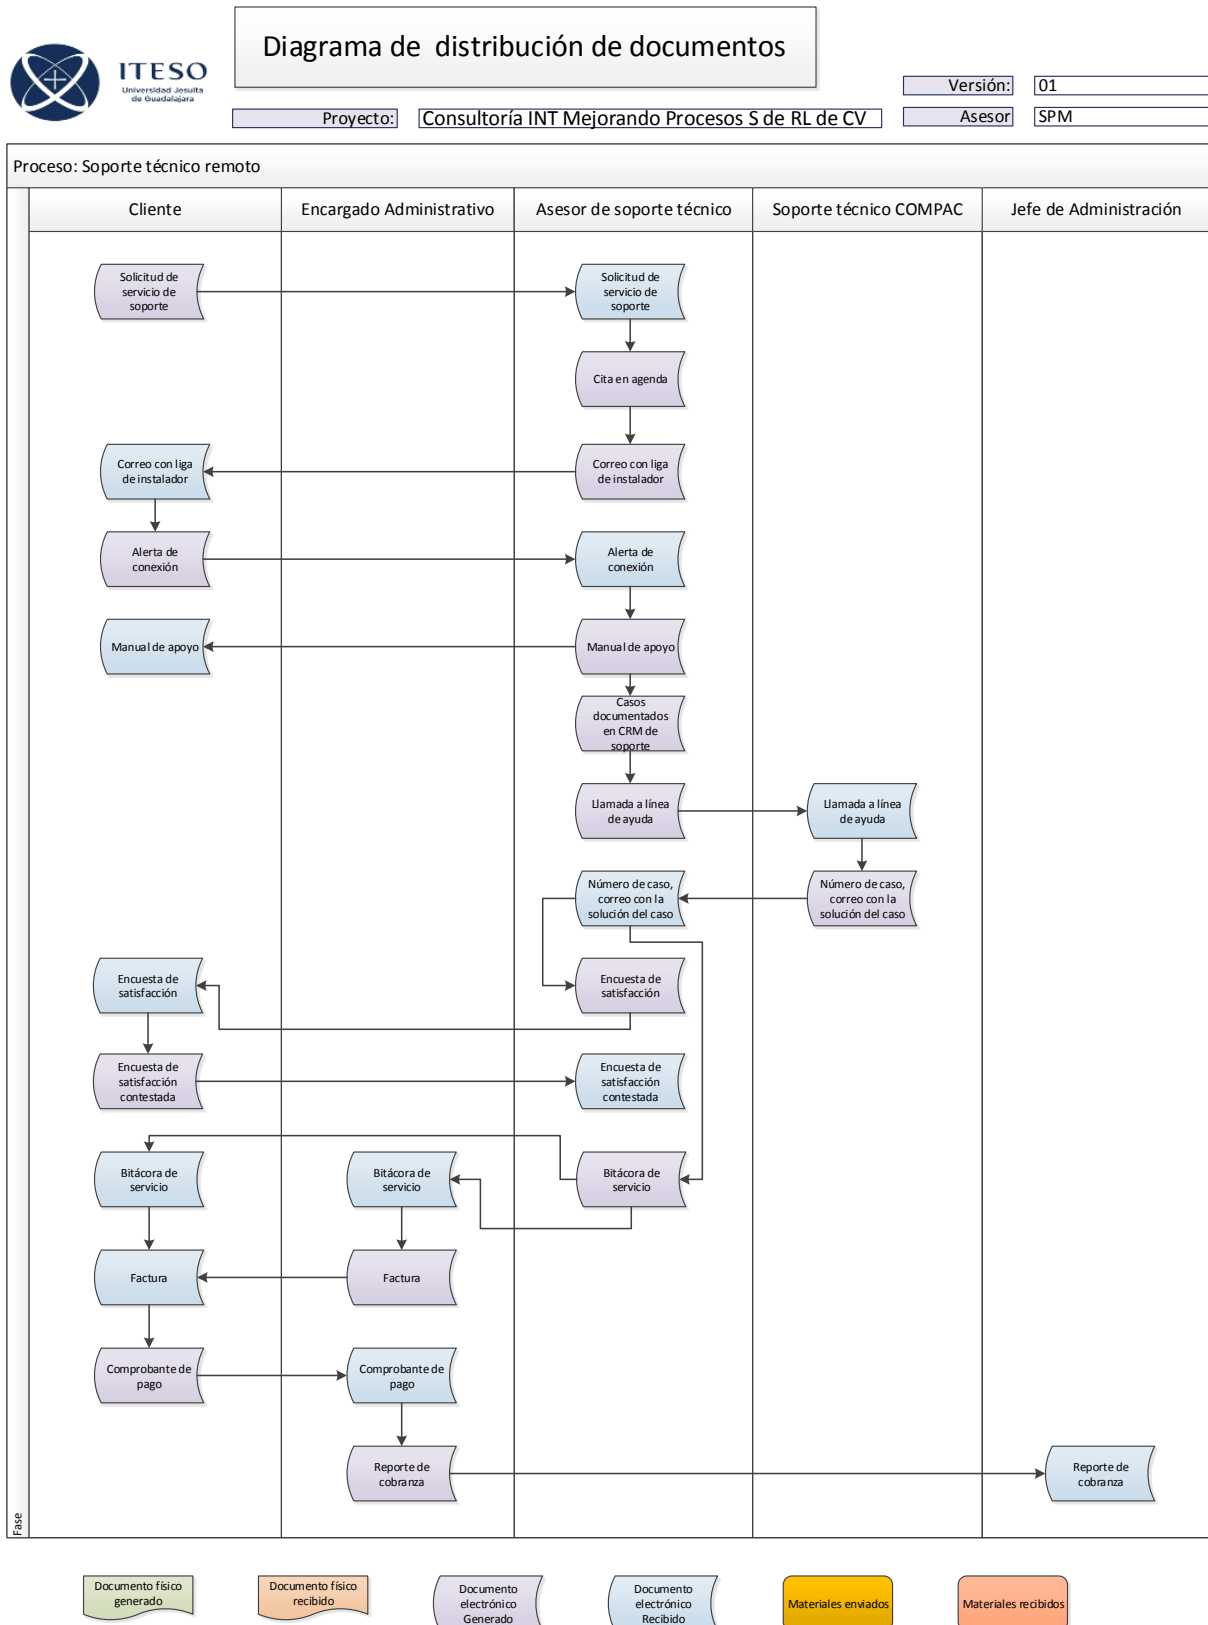 Diagrama de distribución de documentos
ITESO
Universidad Jesuita
de Guadalajara
Versión:
01
Proyecto:
Consultoría INT Mejorando Procesos S de RL de CV
Asesor
SPM
Proceso: Soporte técnico remoto
Cliente
Encargado Administrativo
Asesor de soporte técnico
Soporte técnico COMPAC
Jefe de Administración
Solicitud de
servicio de
soporte
Solicitud de
servicio de
soporte
Cita en agenda
Correo con liga
de instalador
Correo con liga
de instalador
Alerta de
conexión
Alerta de
conexión
Manual de apoyo
Manual de apoyo
Casos
documentados
en CRM de
soporte
Llamada a línea
de ayuda
Llamada a línea
de ayuda
Número de caso,
correo con la
solución del caso
Número de caso,
correo con la
solución del caso
Encuesta de
satisfacción
Encuesta de
satisfacción
Encuesta de
satisfacción
contestada
Encuesta de
satisfacción
contestada
Bitácora de
servicio
Bitácora de
servicio
Bitácora de
servicio
Factura
Factura
Comprobante de
pago
Comprobante de
pago
Reporte de
cobranza
Reporte de
cobranza
Fase
Documento físico
generado
Documento físico
recibido
Documento
electrónico
Generado
Documento
electrónico
Recibido
Materiales enviados
Materiales recibidos